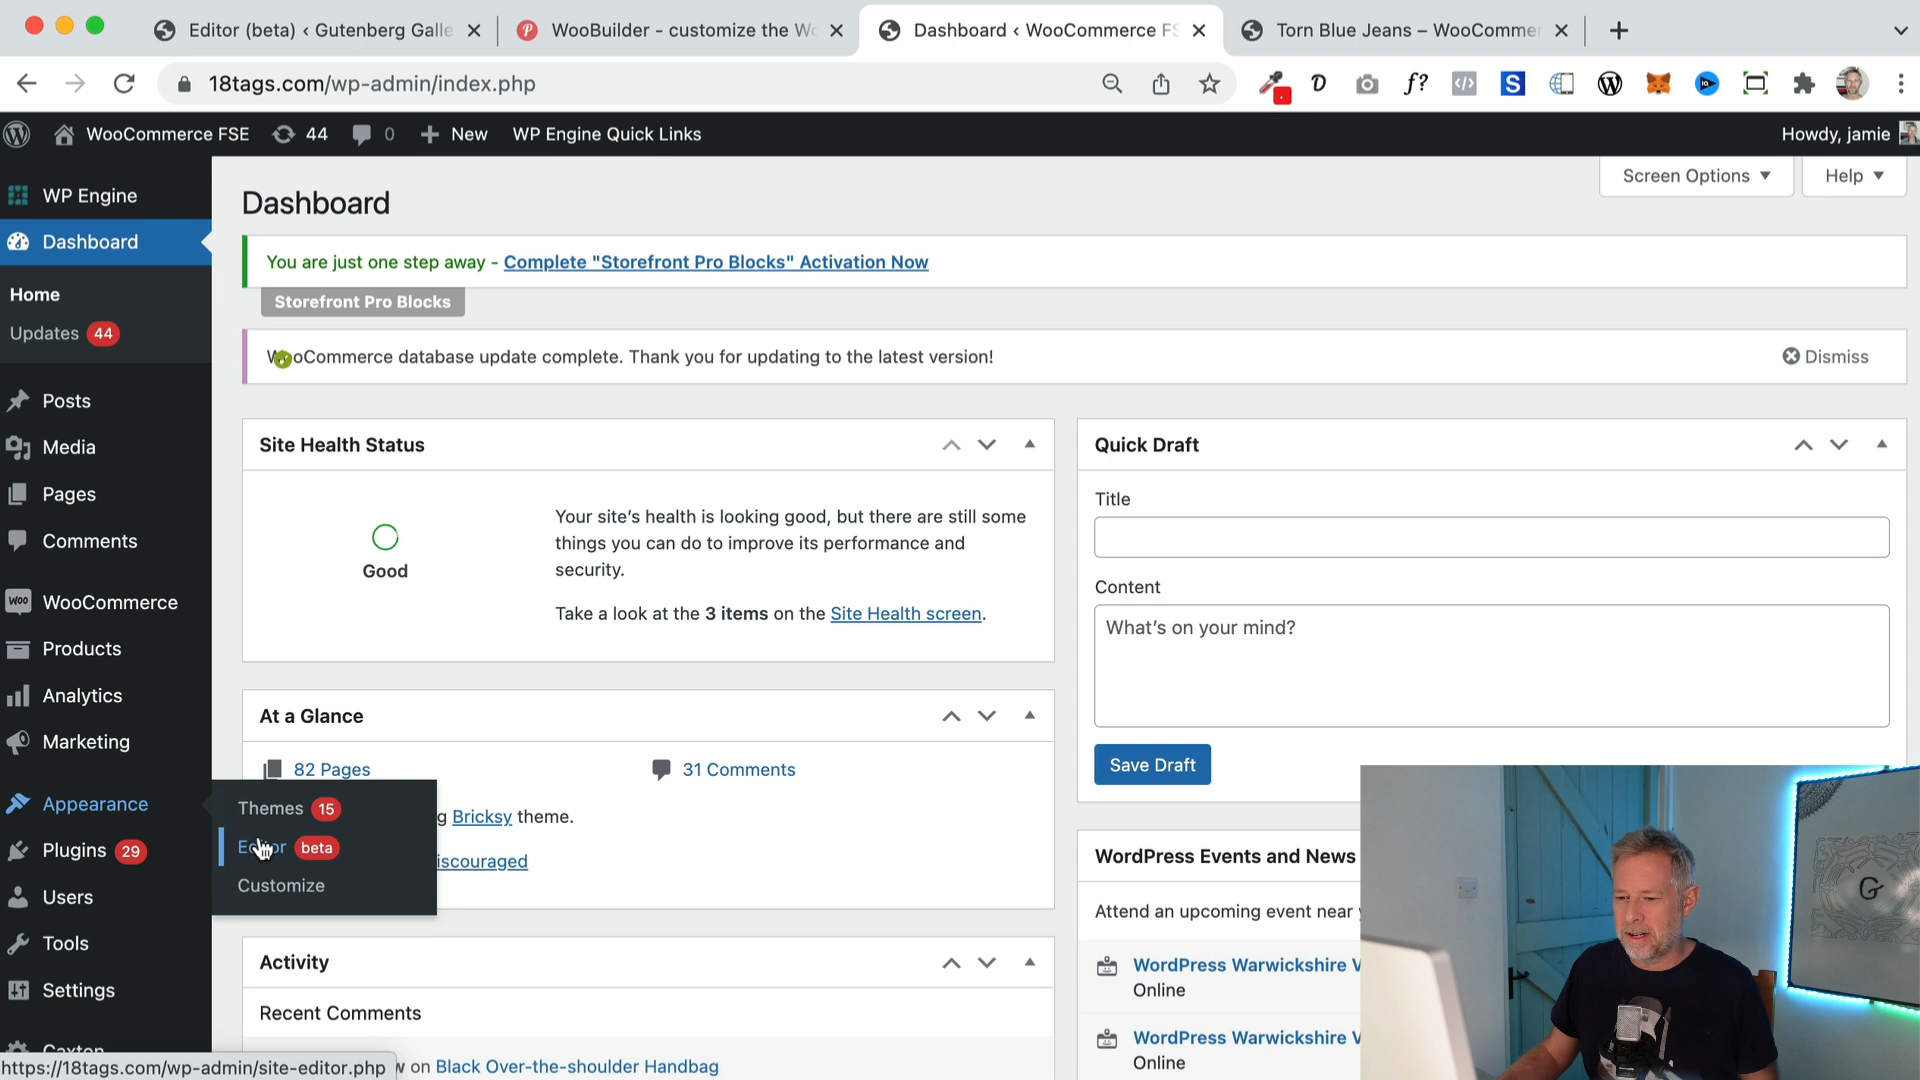 Editor (beta) ‹ Gutenberg Galle
WooBuilder - customize the Wo
Dashboard ‹ WooCommerce FS
Torn Blue Jeans – WooCommer
18tags.com/wp-admin/index.php
WooCommerce FSE
44
0
New
WP Engine Quick Links
Howdy, jamie
WP Engine
Dashboard
Home
Updates 44
Posts
Media
Pages
Comments
WooCommerce
Products
Analytics
Marketing
Appearance
Plugins 29
Users
Tools
Settings
Themes 15
Editor beta
Customize
https://18tags.com/wp-admin/site-editor.php
Dashboard
Screen Options
Help
You are just one step away - Complete "Storefront Pro Blocks" Activation Now
Storefront Pro Blocks
WooCommerce database update complete. Thank you for updating to the latest version!
Dismiss
Site Health Status
Good
Your site's health is looking good, but there are still some
things you can do to improve its performance and
security.
Take a look at the 3 items on the Site Health screen.
At a Glance
82 Pages
31 Comments
g Bricksy theme.
iscouraged
Activity
Recent Comments
on Black Over-the-shoulder Handbag
Quick Draft
Title
Content
What's on your mind?
Save Draft
WordPress Events and News
Attend an upcoming event near
WordPress Warwickshire V
Online
WordPress Warwickshire V
Online